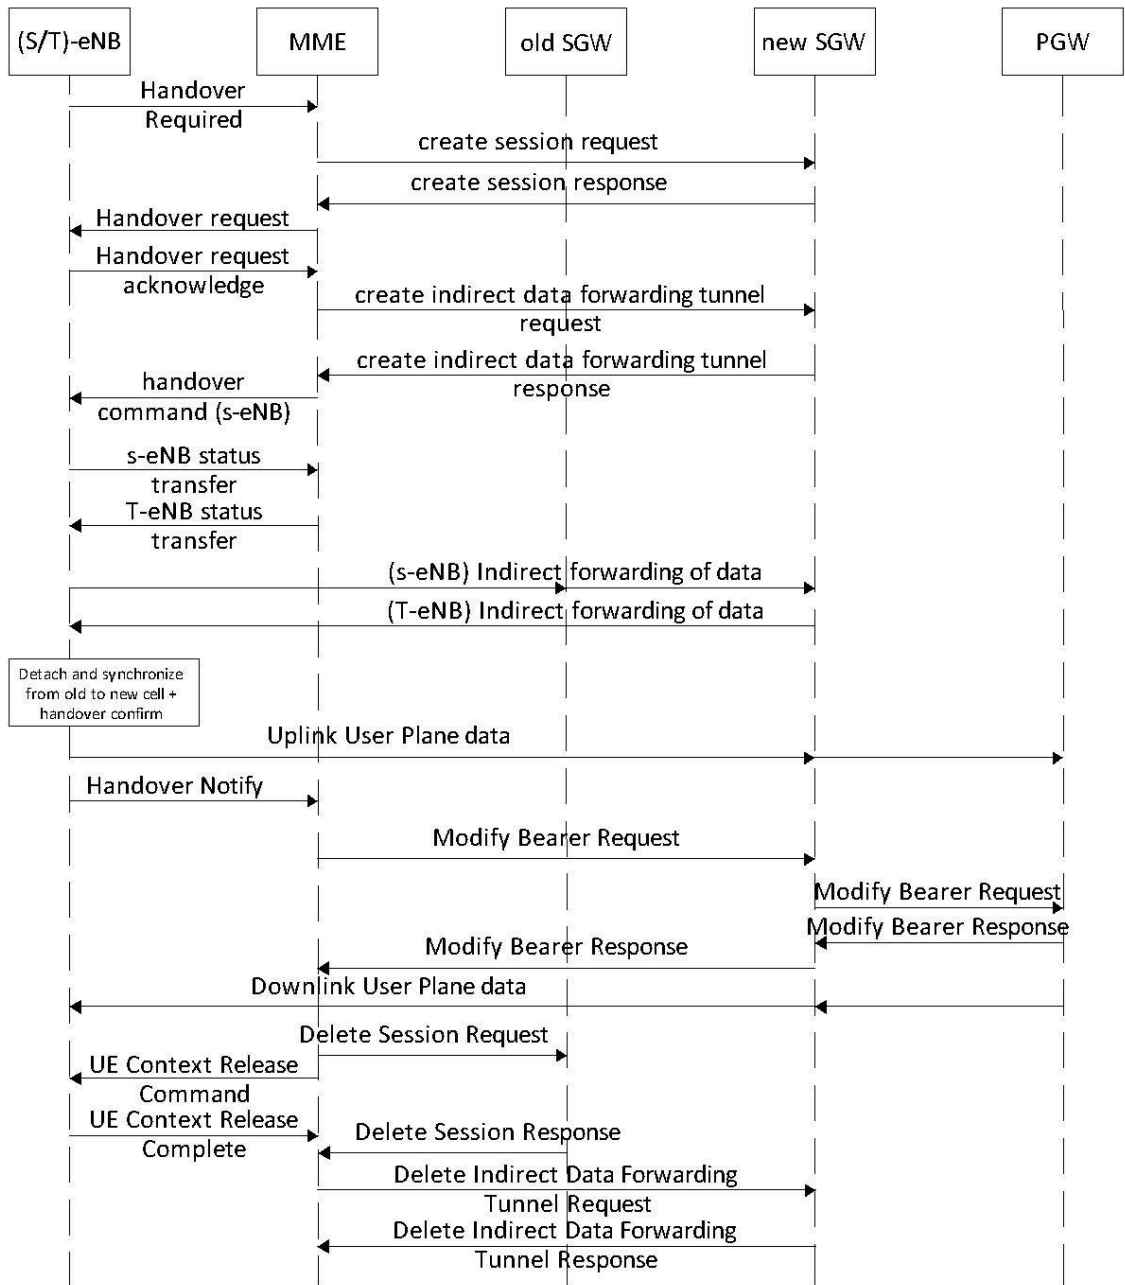 (S/T)-eNB
MME
old SGW
new SGW
PGW
Handover
Required
create session request
create session response
Handover request
Handover request
acknowledge
create indirect data forwarding tunnel
request
create indirect data forwarding tunnel
response
handover
command (s-eNB)
s-eNB status
transfer
T-eNB status
transfer
(s-eNB) Indirect forwarding of data
(T-eNB) Indirect forwarding of data
Detach and synchronize
from old to new cell +
handover confirm
Uplink User Plane data
Handover Notify
Modify Bearer Request
Modify Bearer Request
Modify Bearer Response
Modify Bearer Response
Downlink User Plane data
Delete Session Request
UE Context Release
Command
UE Context Release
Complete
Delete Session Response
Delete Indirect Data Forwarding
Tunnel Request
Delete Indirect Data Forwarding
Tunnel Response